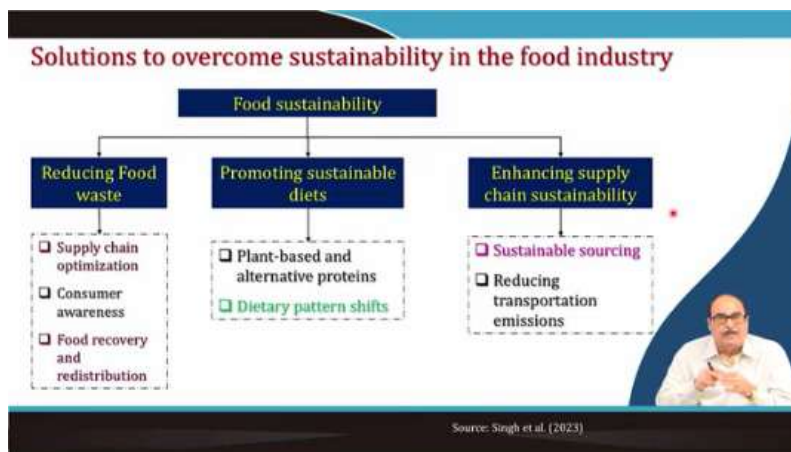 Solutions to overcome sustainability in the food industry
Food sustainability
Reducing Food
waste
Supply chain
optimization
Consumer
awareness
Food recovery
and
redistribution
Promoting sustainable
diets
Plant-based and
alternative proteins
Dietary pattern shifts
Enhancing supply
chain sustainability
Sustainable sourcing
Reducing
transportation
emissions
Source: Singh et al. (2023)